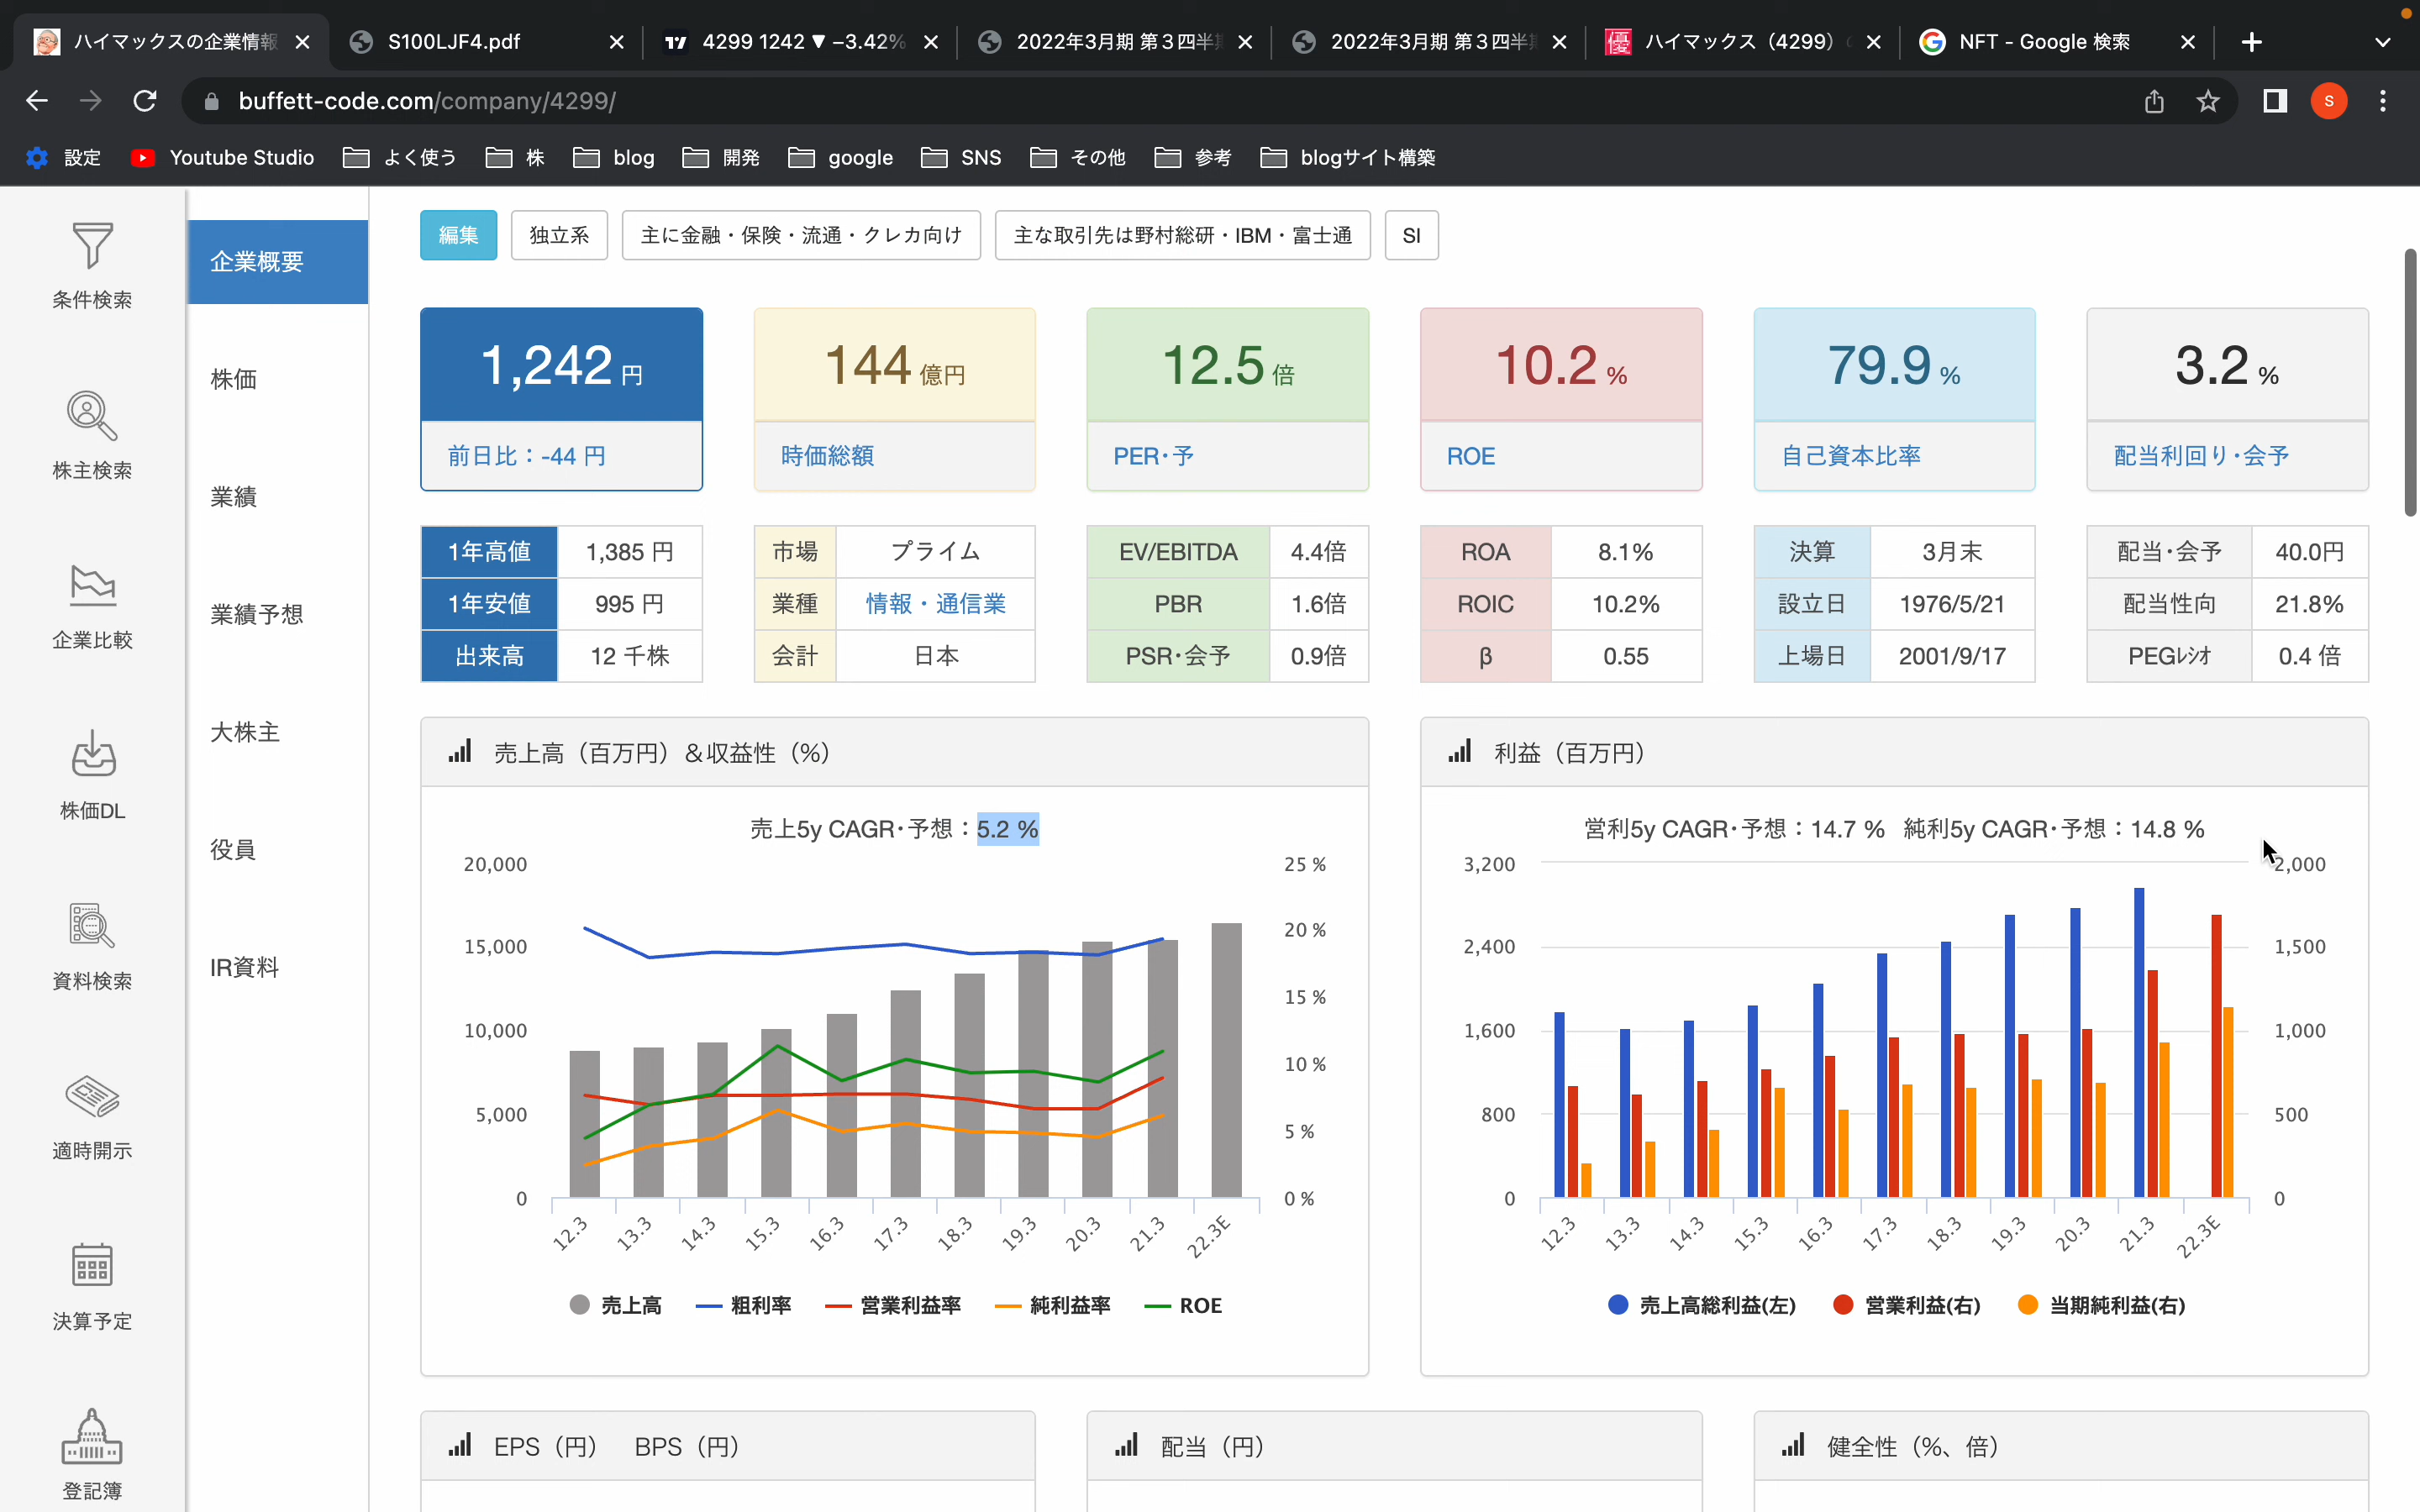 ハイマックスの企業情報
S100LJF4.pdf
4299 1242 ▼ −3.42%
2022年3月期 第３四半期
2022年3月期 第３四半期
優 ハイマックス（4299）
NFT - Google 検索
buffett-code.com/company/4299/
S
設定 Youtube Studio よく使う 株 blog 開発 google SNS その他 参考 blogサイト構築
条件検索
株主検索
企業比較
株価DL
資料検索
適時開示
決算予定
登記簿
企業概要
株価
業績
業績予想
大株主
役員
IR資料
編集 独立系 主に金融・保険・流通・クレカ向け 主な取引先は野村総研・IBM・富士通 SI
1,242 円
前日比：-44 円
144 億円
時価総額
12.5 倍
PER･予
10.2 %
ROE
79.9 %
自己資本比率
3.2 %
配当利回り･会予
1年高値 1,385 円
1年安値 995 円
出来高 12 千株
市場 プライム
業種 情報・通信業
会計 日本
EV/EBITDA 4.4倍
PBR 1.6倍
PSR･会予 0.9倍
ROA 8.1%
ROIC 10.2%
β 0.55
決算 3月末
設立日 1976/5/21
上場日 2001/9/17
配当･会予 40.0円
配当性向 21.8%
PEGﾚｼｵ 0.4 倍
売上高（百万円）＆収益性（%）
売上5y CAGR･予想：5.2 %
20,000
15,000
10,000
5,000
0
25 %
20 %
15 %
10 %
5 %
0 %
12.3 13.3 14.3 15.3 16.3 17.3 18.3 19.3 20.3 21.3 22.3E
売上高 粗利率 営業利益率 純利益率 ROE
利益（百万円）
営利5y CAGR･予想：14.7 % 純利5y CAGR･予想：14.8 %
3,200
2,400
1,600
800
0
2,000
1,500
1,000
500
0
12.3 13.3 14.3 15.3 16.3 17.3 18.3 19.3 20.3 21.3 22.3E
売上高総利益(左) 営業利益(右) 当期純利益(右)
EPS（円） BPS（円）
配当（円）
健全性（%、倍）